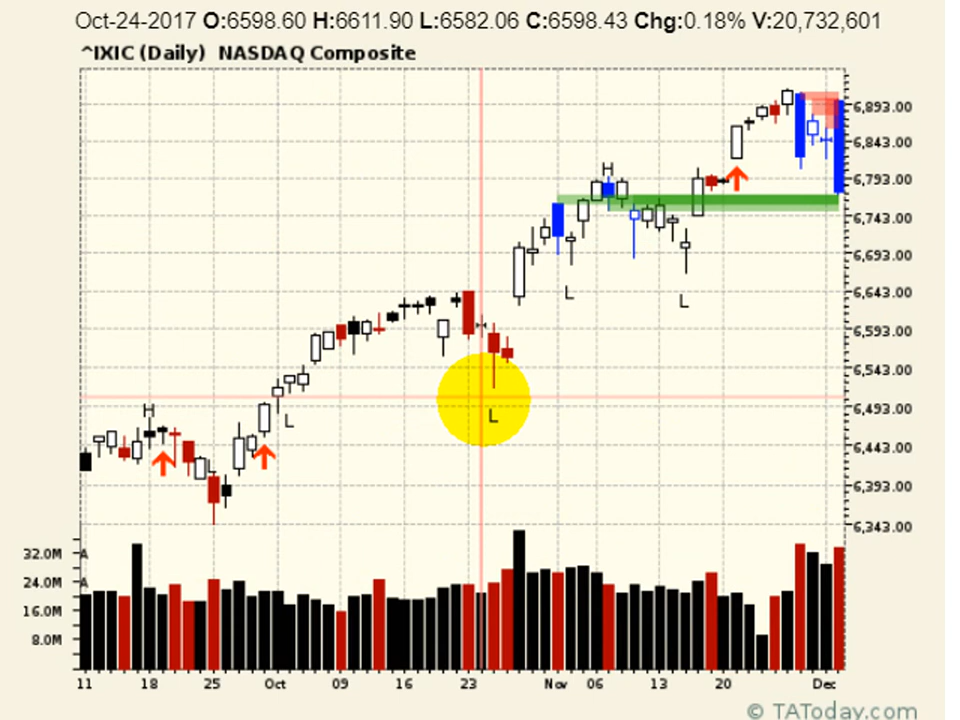 Oct-24-2017 O:6598.60 H:6611.90 L:6582.06 C:6598.43 Chg:0.18% V:20,732,601
^IXIC (Daily) NASDAQ Composite
6,893.00
6,843.00
H
6,793.00
6,743.00
6,693.00
L
L
6,643.00
6,593.00
6,543.00
H
L
L
6,493.00
6,443.00
6,393.00
6,343.00
32.0M A
24.0M A
16.0M
8.0M
11 18 25 Oct 09 16 23 Nov 06 13 20 Dec
© TAToday.com